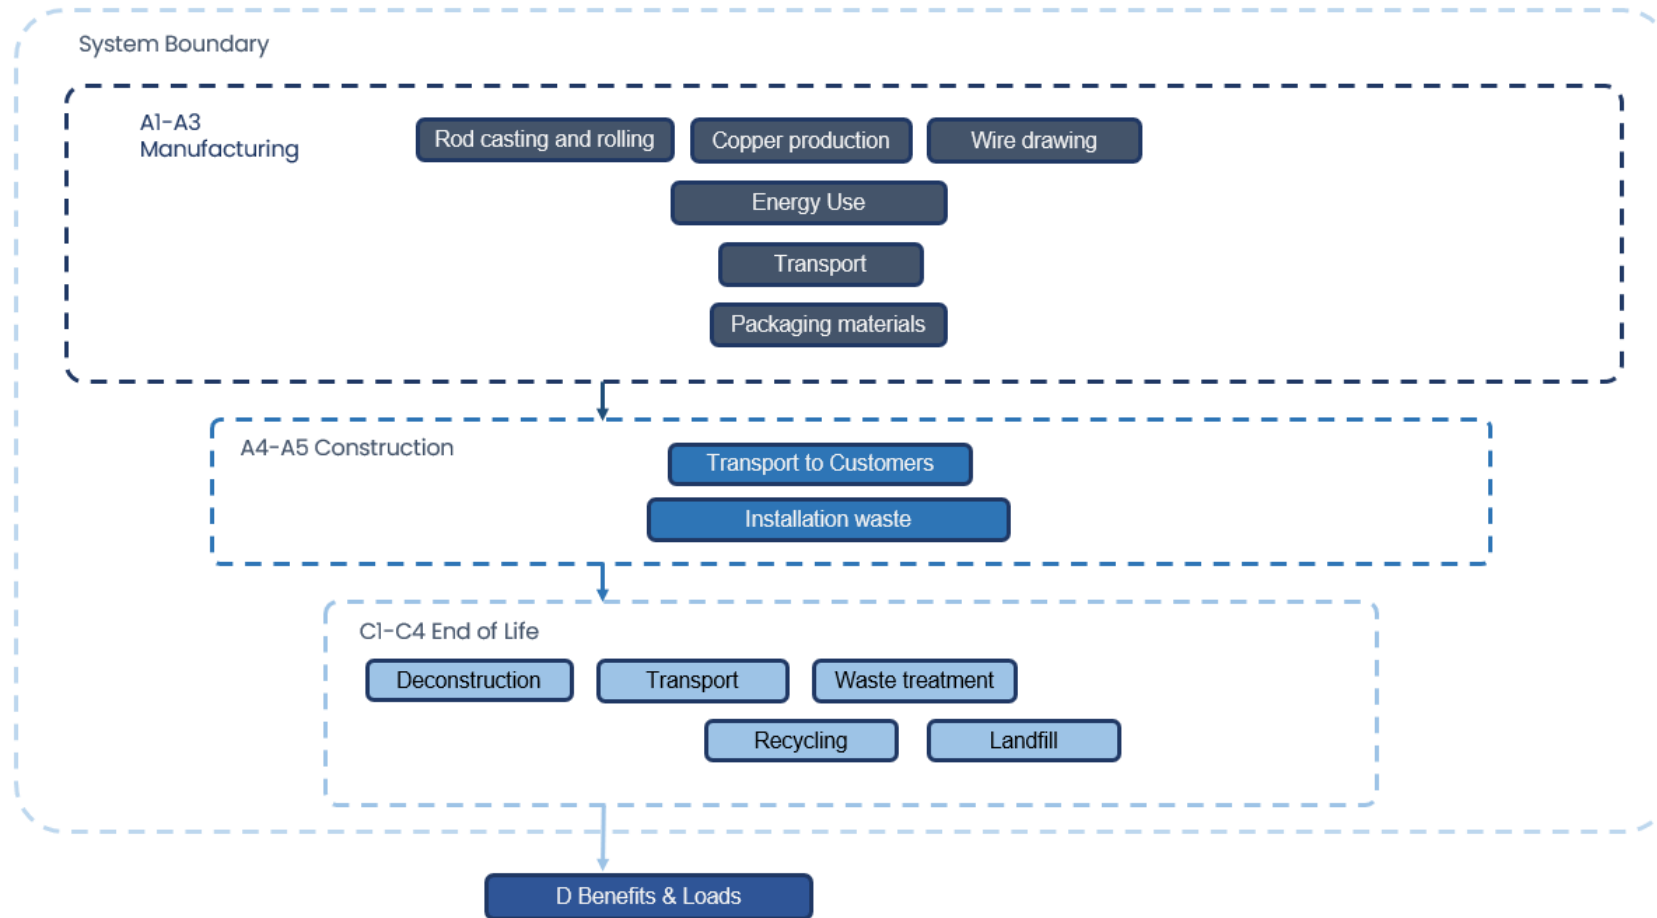 System Boundary
A1-A3
Manufacturing
Rod casting and rolling
Copper production
Wire drawing
Energy Use
Transport
Packaging materials
A4-A5 Construction
Transport to Customers
Installation waste
C1-C4 End of Life
Deconstruction
Transport
Waste treatment
Recycling
Landfill
D Benefits & Loads